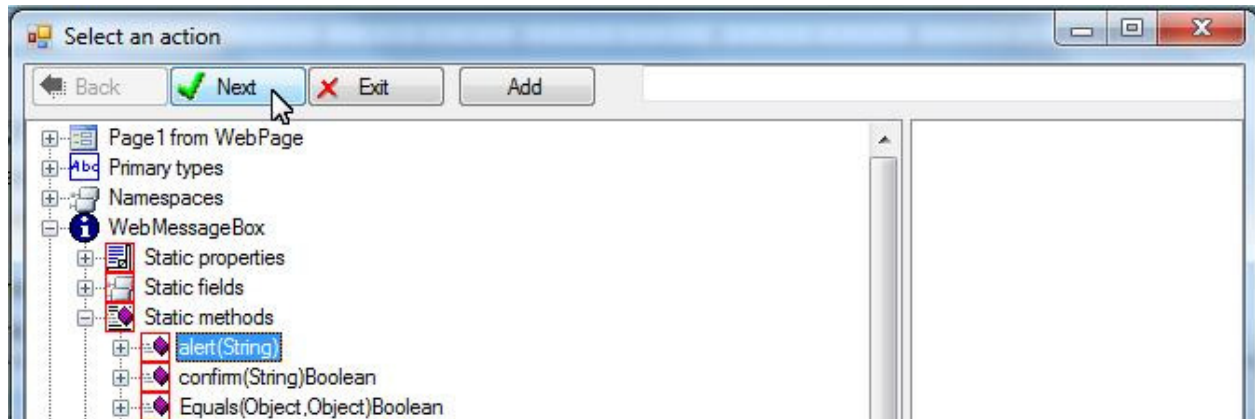 Select an action
Back Next Exit Add
Page1 from WebPage
Abc Primary types
Namespaces
WebMessageBox
Static properties
Static fields
Static methods
alert(String)
confirm(String)Boolean
Equals(Object,Object)Boolean